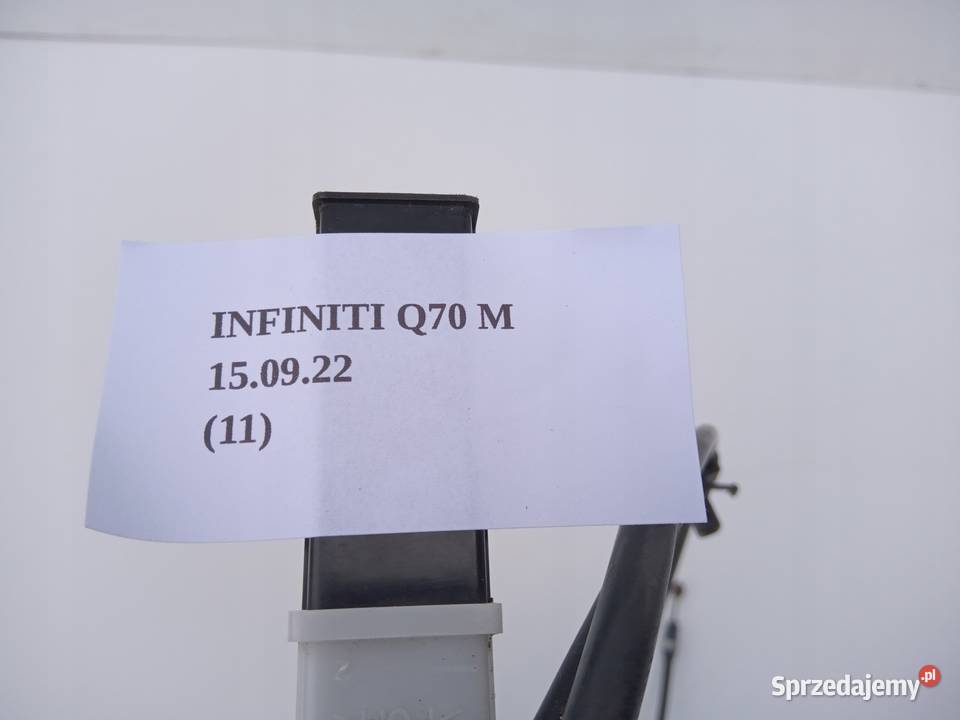 INFINITI Q70 M
15.09.22
(11)
Sprzedajemy.pl